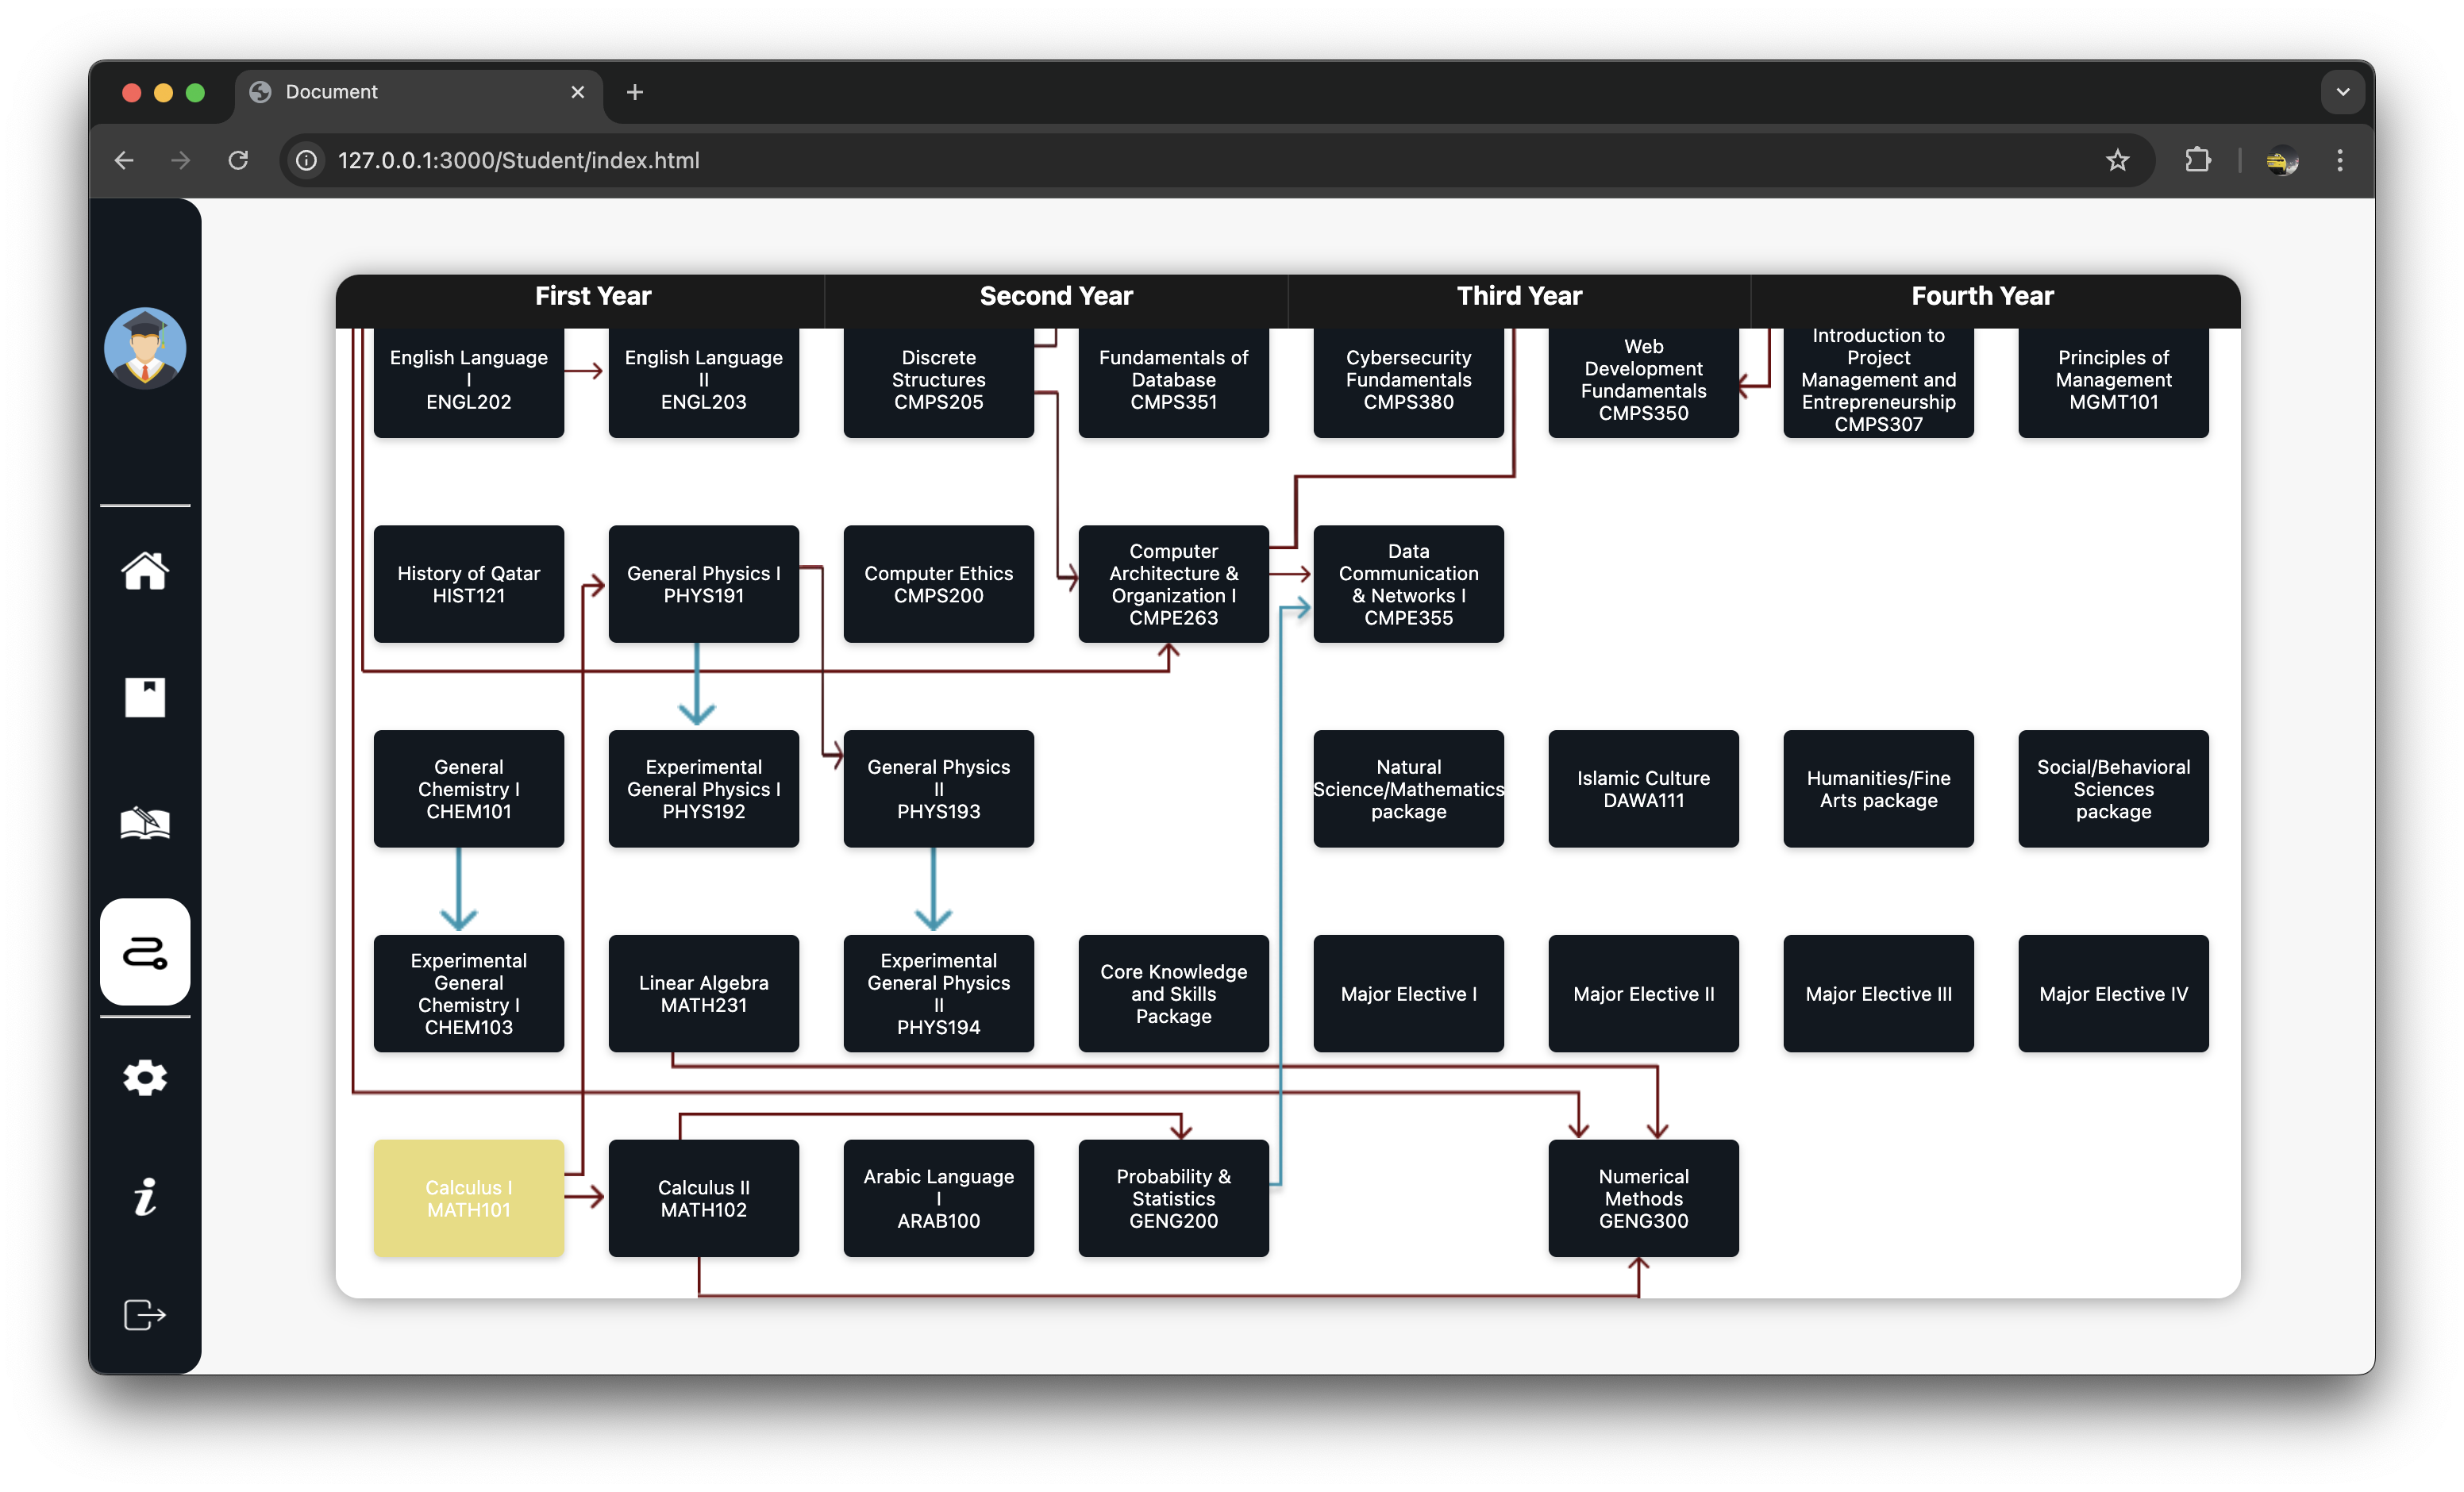 Document
127.0.0.1:3000/Student/index.html
First Year
Second Year
Third Year
Fourth Year
English Language
I
ENGL202
English Language
II
ENGL203
Discrete
Structures
CMPS205
Fundamentals of
Database
CMPS351
Cybersecurity
Fundamentals
CMPS380
Web
Development
Fundamentals
CMPS350
Introduction to
Project
Management and
Entrepreneurship
CMPS307
Principles of
Management
MGMT101
History of Qatar
HIST121
General Physics I
PHYS191
Computer Ethics
CMPS200
Computer
Architecture &
Organization I
CMPE263
Data
Communication
& Networks I
CMPE355
General
Chemistry I
CHEM101
Experimental
General Physics I
PHYS192
General Physics
II
PHYS193
Natural
Science/Mathematics
package
Islamic Culture
DAWA111
Humanities/Fine
Arts package
Social/Behavioral
Sciences
package
Experimental
General
Chemistry I
CHEM103
Linear Algebra
MATH231
Experimental
General Physics
II
PHYS194
Core Knowledge
and Skills
Package
Major Elective I
Major Elective II
Major Elective III
Major Elective IV
Calculus I
MATH101
Calculus II
MATH102
Arabic Language
I
ARAB100
Probability &
Statistics
GENG200
Numerical
Methods
GENG300